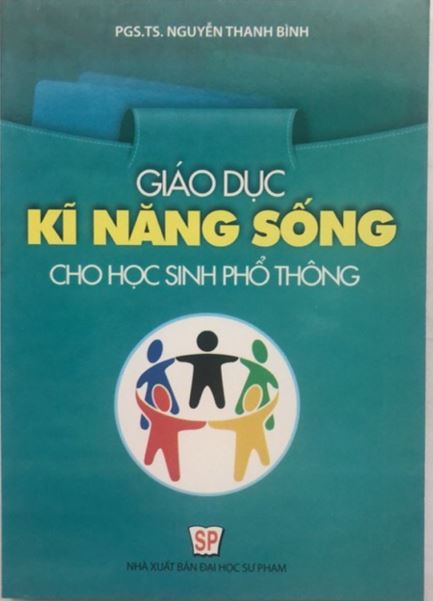 PGS.TS. NGUYỄN THANH BÌNH
GIÁO DỤC
KĨ NĂNG SỐNG
CHO HỌC SINH PHỔ THÔNG
SP
NHÀ XUẤT BẢN ĐẠI HỌC SƯ PHẠM